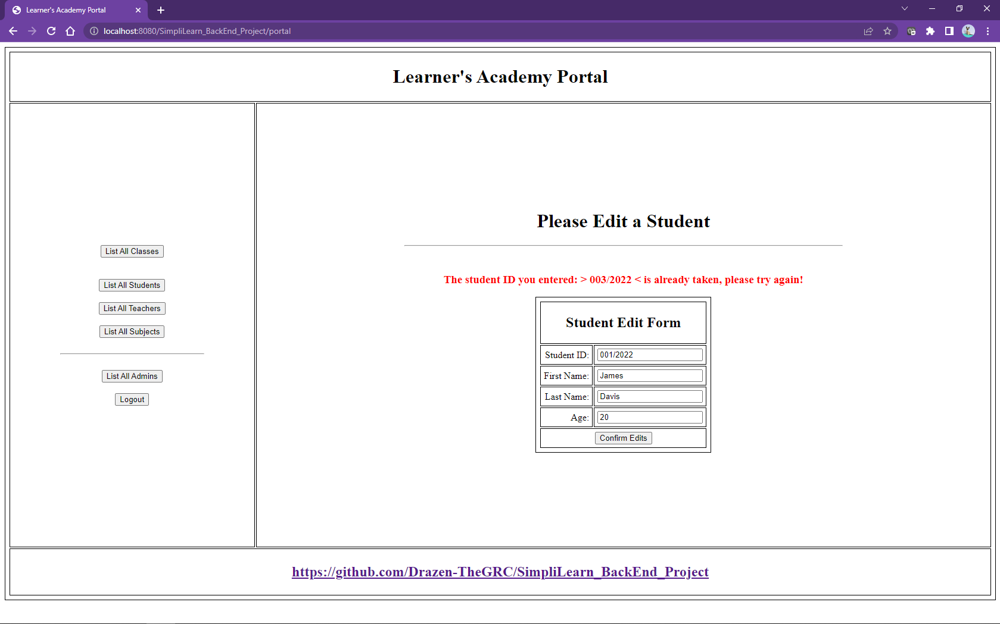 Learner's Academy Portal
localhost:8080/SimpliLearn_BackEnd_Project/portal
Learner's Academy Portal
List All Classes
List All Students
List All Teachers
List All Subjects
List All Admins
Logout
Please Edit a Student
The student ID you entered: > 003/2022 < is already taken, please try again!
Student Edit Form
Student ID: 001/2022
First Name: James
Last Name: Davis
Age: 20
Confirm Edits
https://github.com/Drazen-TheGRC/SimpliLearn_BackEnd_Project